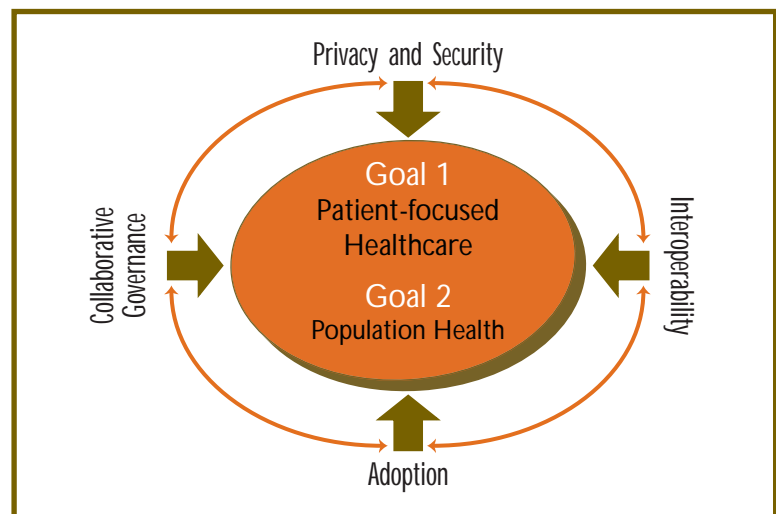 Privacy and Security
Goal 1
Patient-focused
Healthcare
Goal 2
Population Health
Collaborative
Governance
Interoperability
Adoption